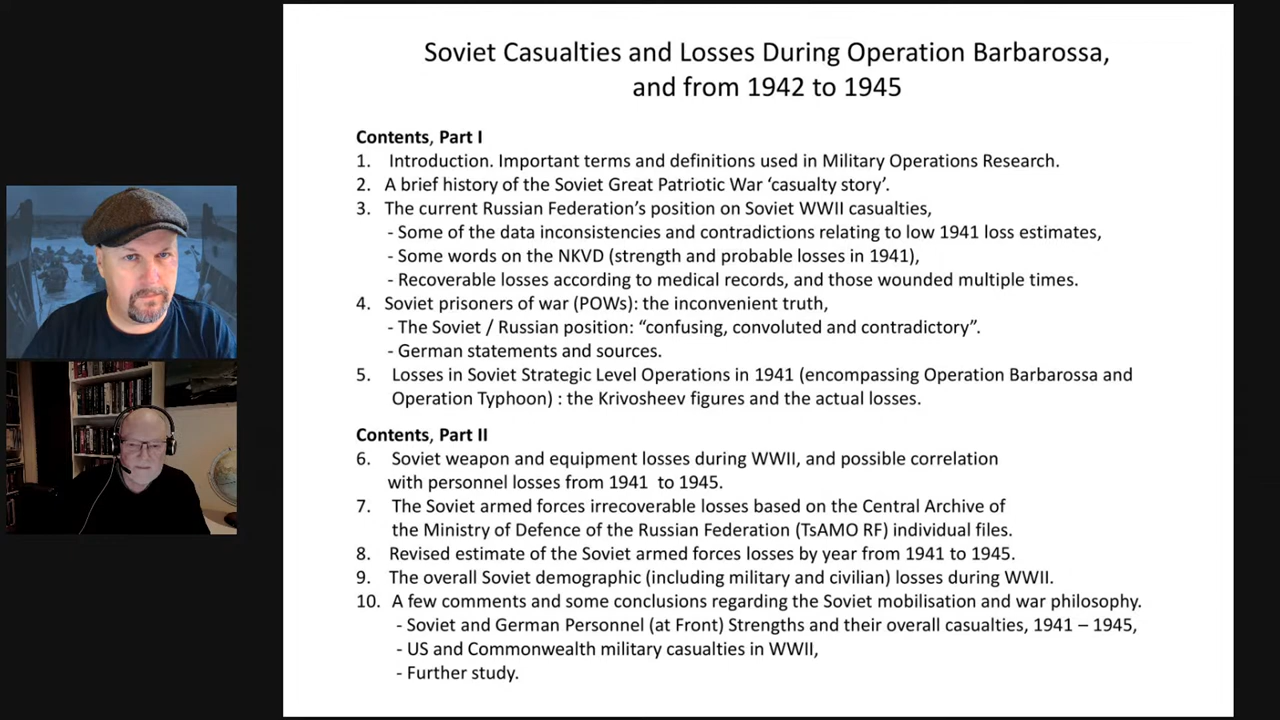 Soviet Casualties and Losses During Operation Barbarossa,
and from 1942 to 1945
Contents, Part I
1. Introduction. Important terms and definitions used in Military Operations Research.
2. A brief history of the Soviet Great Patriotic War ‘casualty story’.
3. The current Russian Federation’s position on Soviet WWII casualties,
- Some of the data inconsistencies and contradictions relating to low 1941 loss estimates,
- Some words on the NKVD (strength and probable losses in 1941),
- Recoverable losses according to medical records, and those wounded multiple times.
4. Soviet prisoners of war (POWs): the inconvenient truth,
- The Soviet / Russian position: “confusing, convoluted and contradictory”.
- German statements and sources.
5. Losses in Soviet Strategic Level Operations in 1941 (encompassing Operation Barbarossa and
Operation Typhoon) : the Krivosheev figures and the actual losses.
Contents, Part II
6. Soviet weapon and equipment losses during WWII, and possible correlation
with personnel losses from 1941 to 1945.
7. The Soviet armed forces irrecoverable losses based on the Central Archive of
the Ministry of Defence of the Russian Federation (TsAMO RF) individual files.
8. Revised estimate of the Soviet armed forces losses by year from 1941 to 1945.
9. The overall Soviet demographic (including military and civilian) losses during WWII.
10. A few comments and some conclusions regarding the Soviet mobilisation and war philosophy.
- Soviet and German Personnel (at Front) Strengths and their overall casualties, 1941 – 1945,
- US and Commonwealth military casualties in WWII,
- Further study.